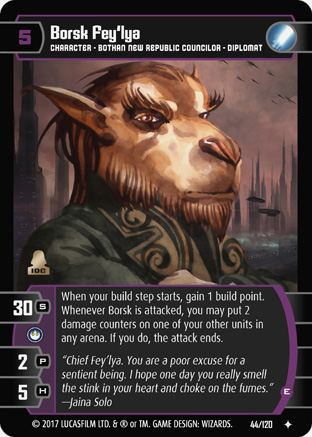 5 Borsk Fey'lya
CHARACTER - BOTHAN NEW REPUBLIC COUNCILOR - DIPLOMAT
IDC
30 S
2 P
5 H
When your build step starts, gain 1 build point.
Whenever Borsk is attacked, you may put 2
damage counters on one of your other units in
any arena. If you do, the attack ends.
“Chief Fey’lya. You are a poor excuse for a
sentient being. I hope one day you really smell
the stink in your heart and choke on the fumes.”
—Jaina Solo
E
© 2017 LUCASFILM LTD. & ® or TM. GAME DESIGN: WIZARDS. 44/120